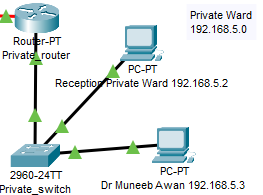 Private Ward
192.168.5.0
Router-PT
Private_router
PC-PT
Reception Private Ward 192.168.5.2
2960-24TT
Private_switch
PC-PT
Dr Muneeb Awan 192.168.5.3